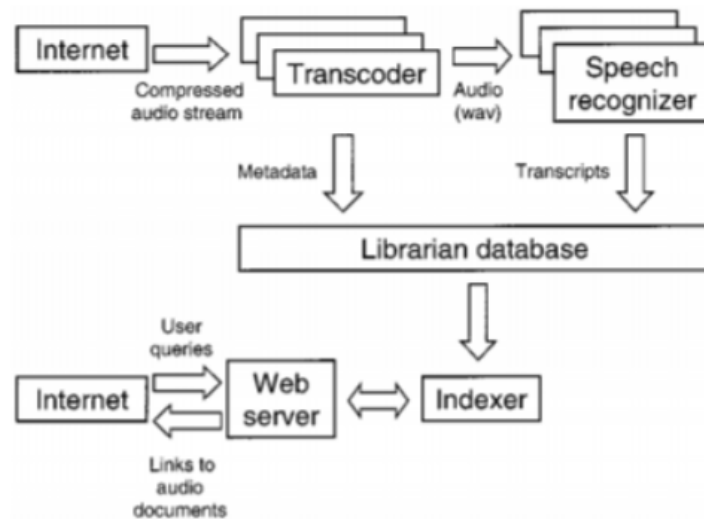 Internet
Compressed
audio stream
Transcoder
Audio
(wav)
Speech
recognizer
Metadata
Transcripts
Librarian database
User
queries
Internet
Web
server
Indexer
Links to
audio
documents